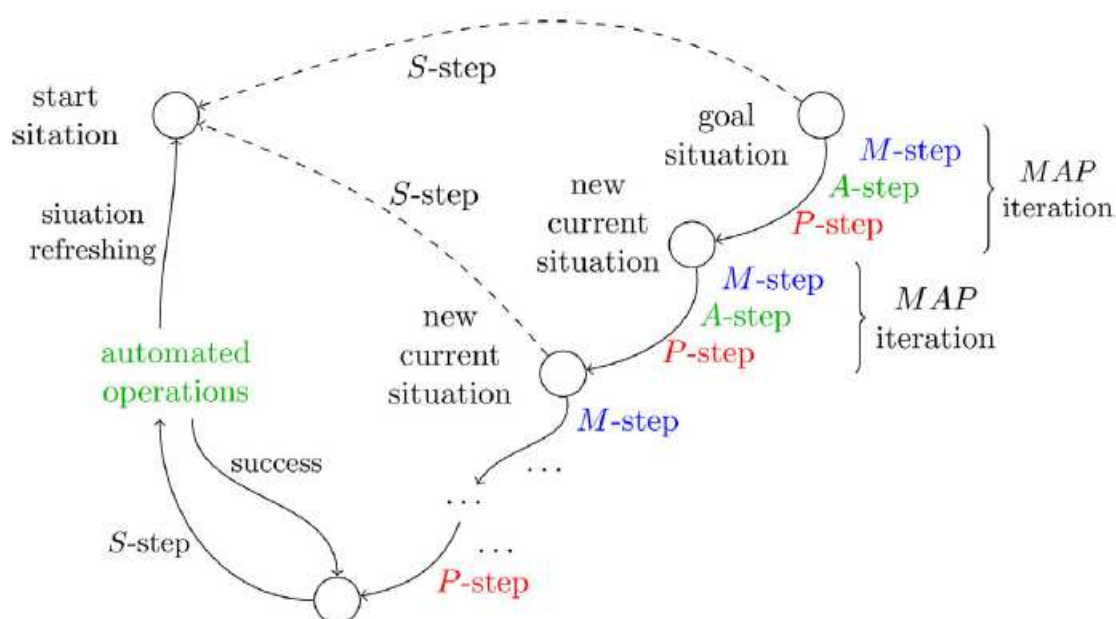 S-step
start
sitation
goal
situation
M-step
A-step
P-step
MAP
iteration
S-step
new
current
situation
siuation
refreshing
M-step
A-step
P-step
MAP
iteration
new
current
situation
automated
operations
M-step
...
success
...
S-step
...
P-step